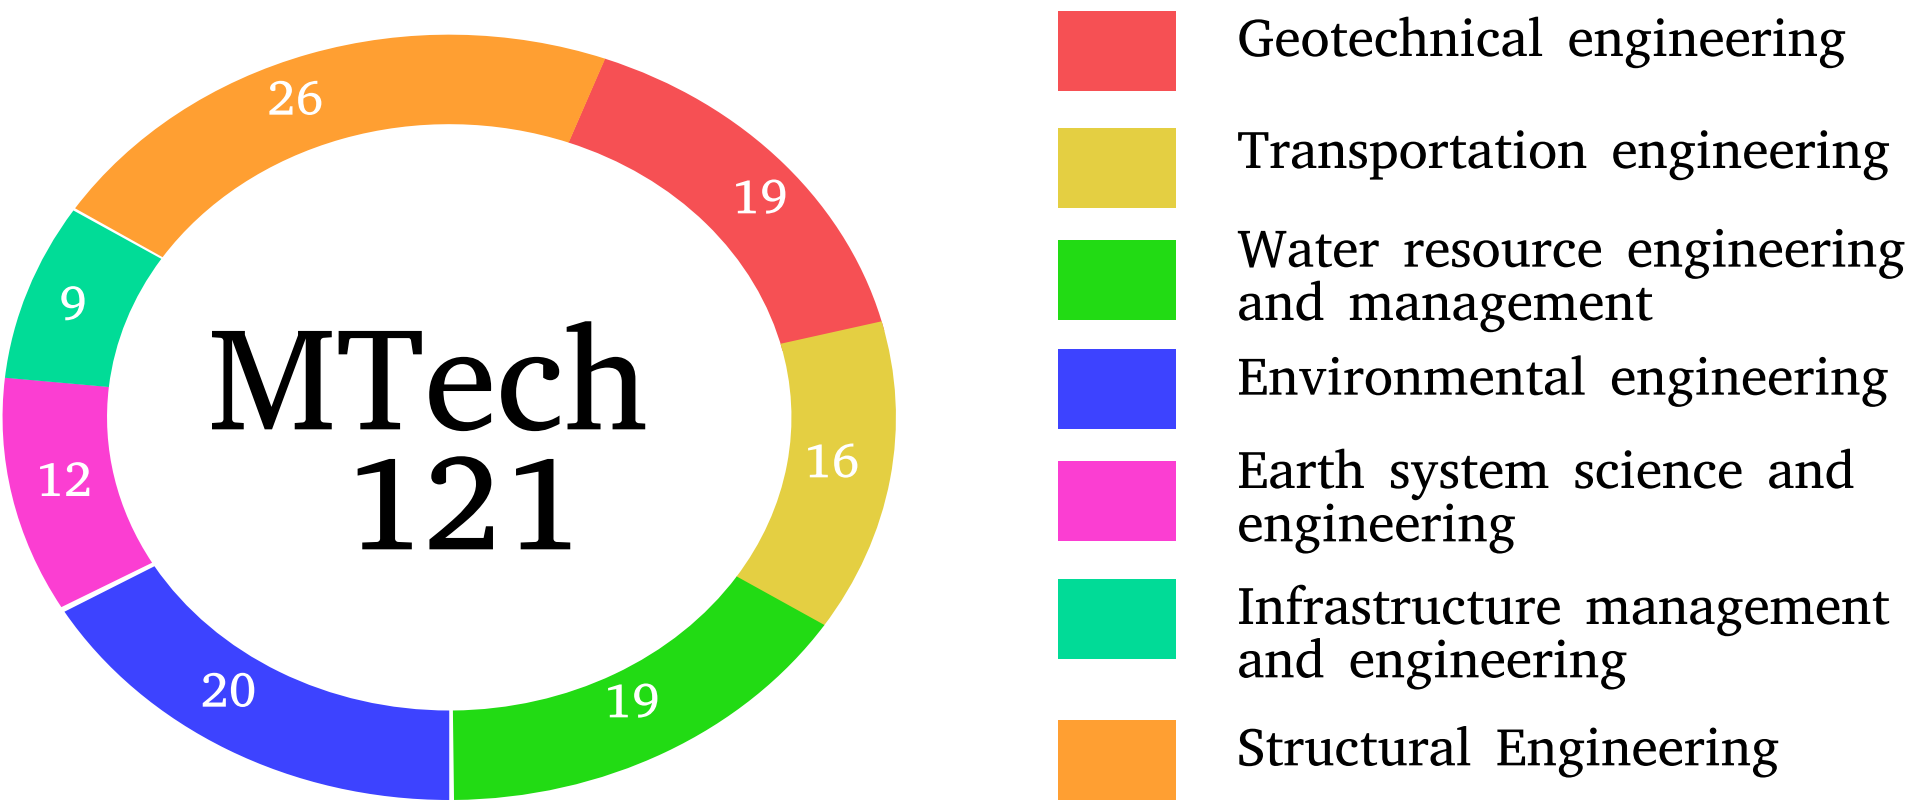 26
19
9
MTech
121
12
16
20
19
Geotechnical engineering
Transportation engineering
Water resource engineering
and management
Environmental engineering
Earth system science and
engineering
Infrastructure management
and engineering
Structural Engineering